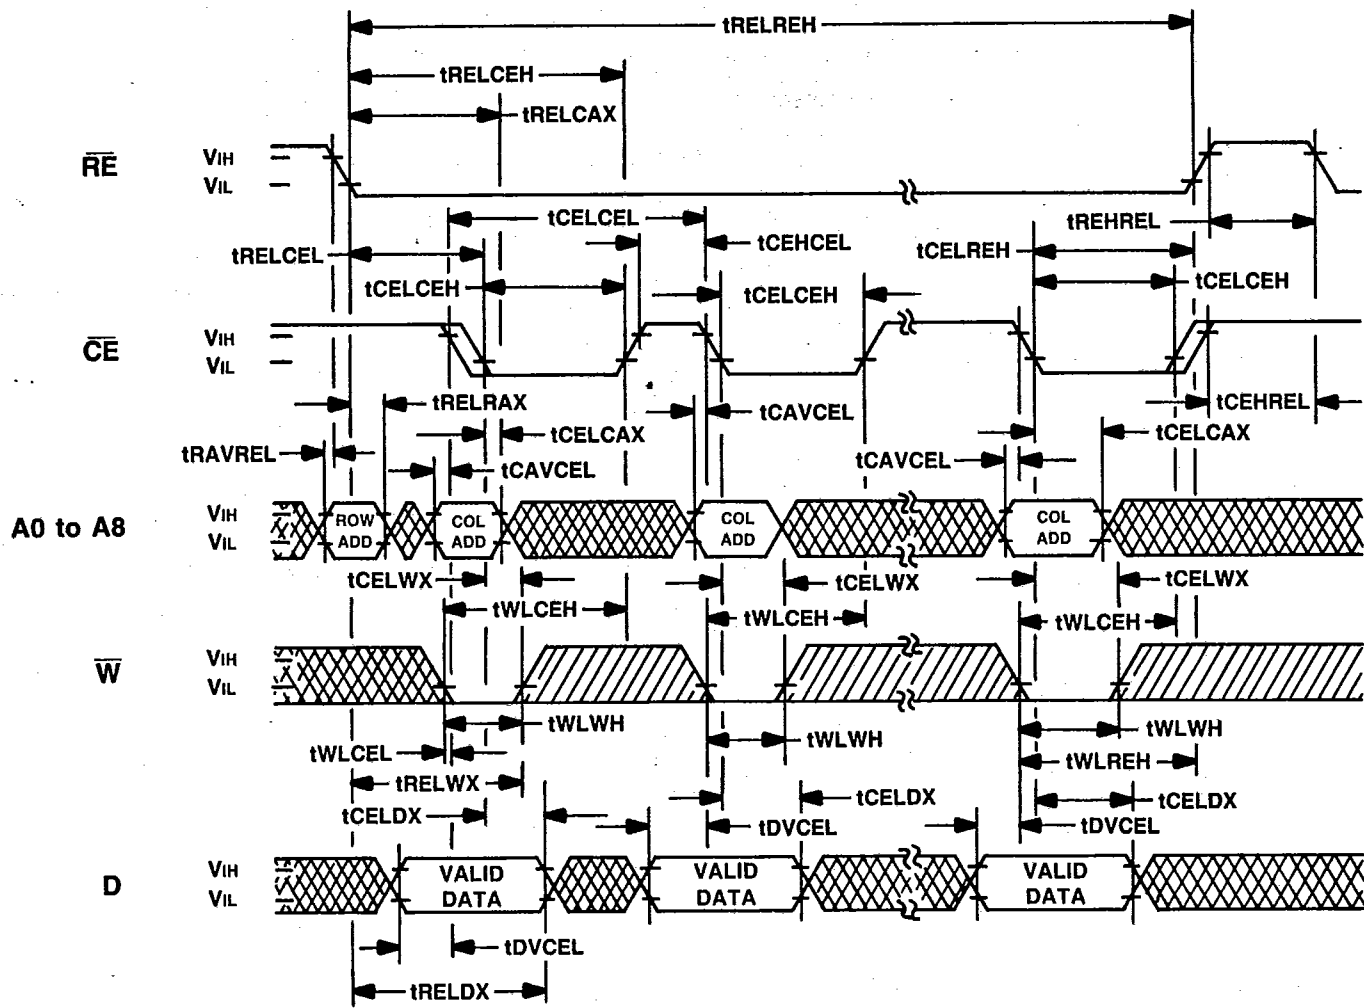 tRELREH
tRELCEH
tRELCAX
RE
VIH
VIL
tCELCEL
tREHREL
tRELCEL
tCEHCEL
tCELREH
tCELCEH
tCELCEH
tCELCEH
CE
VIH
VIL
tRELRAX
tCAVCEL
tCEHREL
tCELCAX
tCELCAX
tRAVREL
tCAVCEL
tCAVCEL
A0 to A8
VIH
VIL
ROW ADD
COL ADD
COL ADD
COL ADD
tCELWX
tCELWX
tCELWX
tWLCEH
tWLCEH
tWLCEH
W
VIH
VIL
tWLWH
tWLWH
tWLWH
tWLCEL
tWLREH
tRELWX
tCELDX
tCELDX
tCELDX
tDVCEL
tDVCEL
D
VIH
VIL
VALID DATA
VALID DATA
VALID DATA
tDVCEL
tRELDX